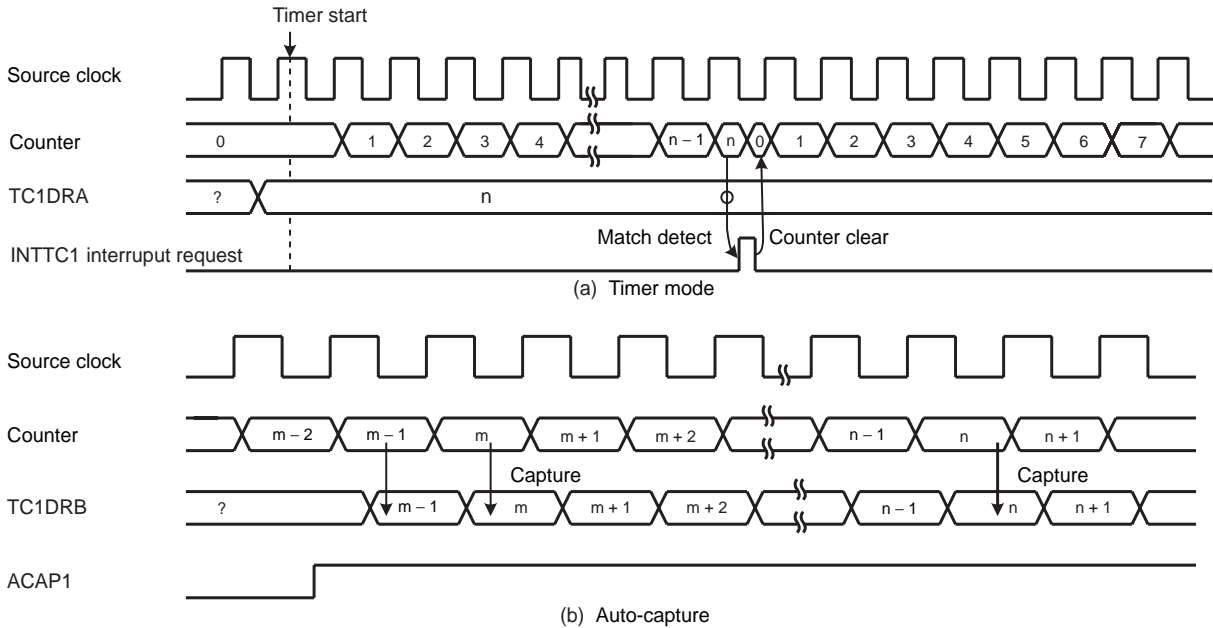 Timer start
Source clock
Counter
0 1 2 3 4 n – 1 n 0 1 2 3 4 5 6 7
TC1DRA
? n
Match detect Counter clear
INTTC1 interruput request
(a) Timer mode
Source clock
Counter
m – 2 m – 1 m m + 1 m + 2 n – 1 n n + 1
Capture Capture
TC1DRB
? m – 1 m m + 1 m + 2 n – 1 n n + 1
ACAP1
(b) Auto-capture